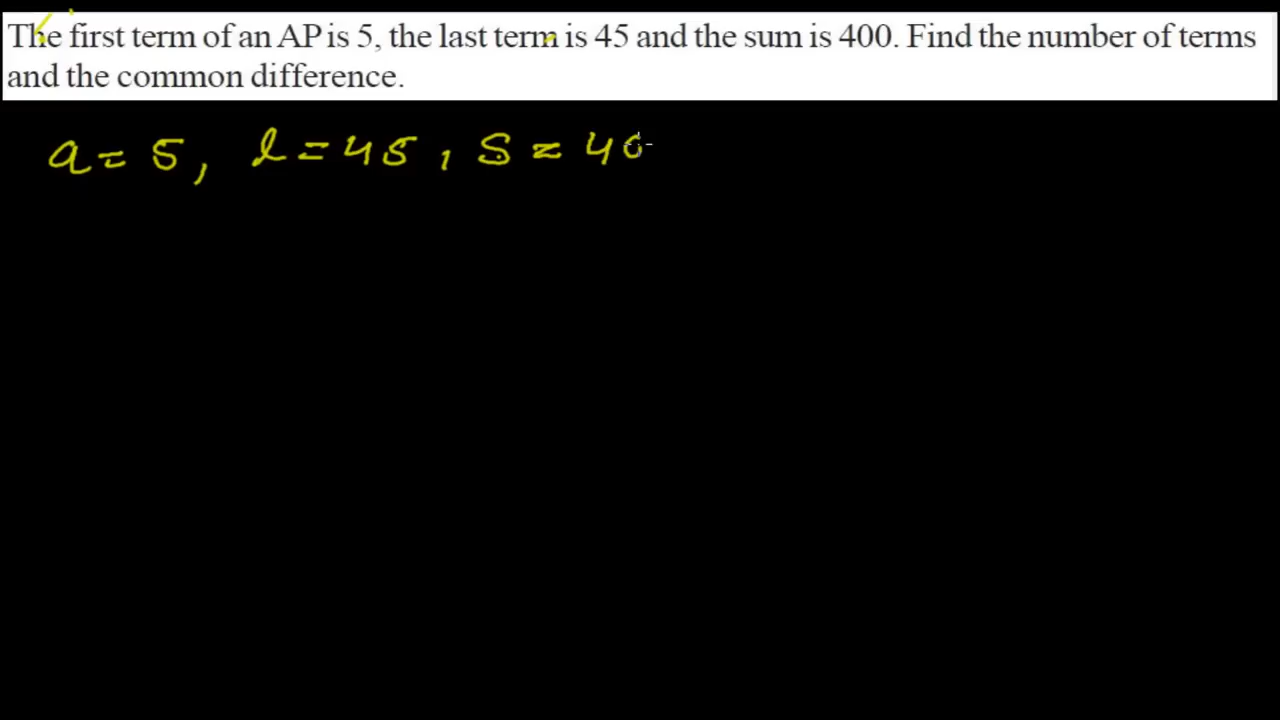 The first term of an AP is 5, the last term is 45 and the sum is 400. Find the number of terms
and the common difference.
a = 5, l = 45, S = 40